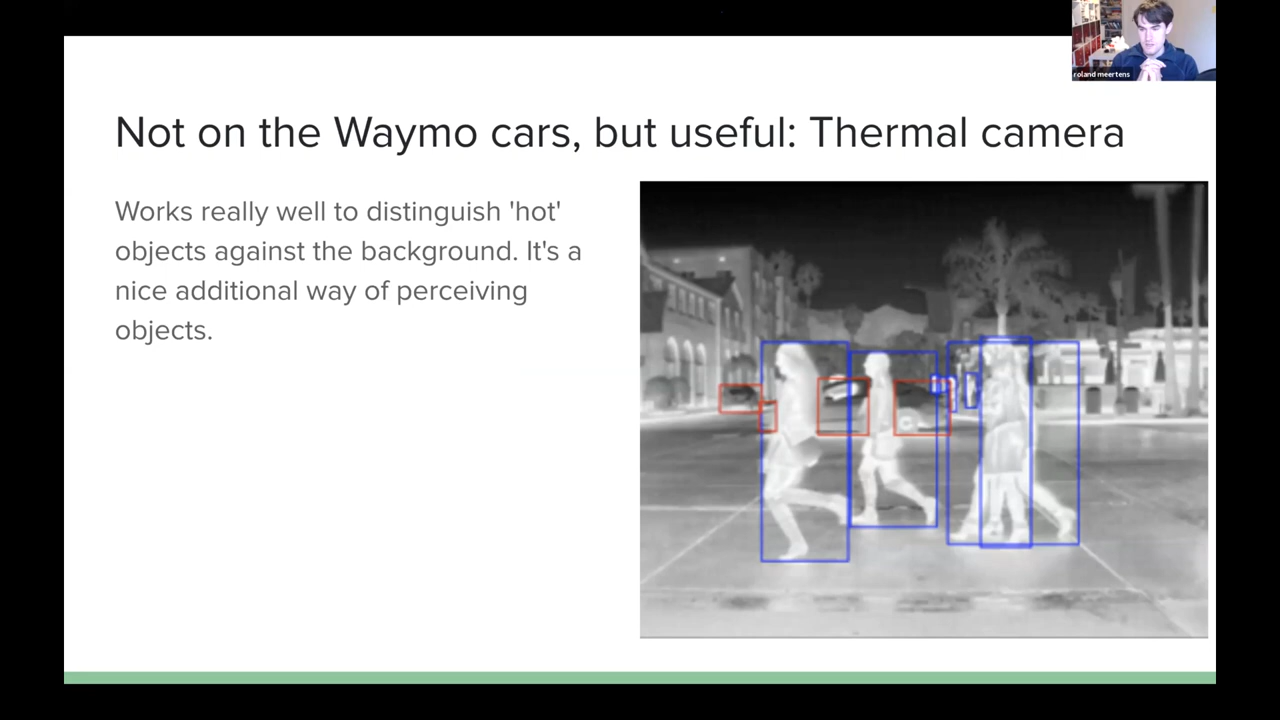 roland meertens
Not on the Waymo cars, but useful: Thermal camera
Works really well to distinguish 'hot'
objects against the background. It's a
nice additional way of perceiving
objects.